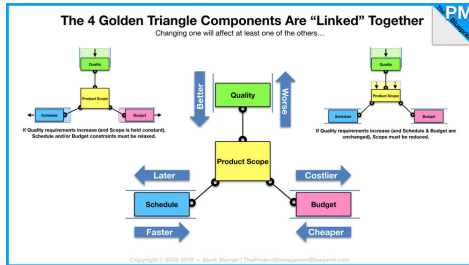 The 4 Golden Triangle Components Are “Linked” Together
Changing one will affect at least one of the others…
The
PM
Blueprint
Quality
Product Scope
Schedule
Budget
If Quality requirements increase (and Scope is held constant),
Schedule and/or Budget constraints must be relaxed.
Better
Quality
Worse
Product Scope
Later
Costlier
Schedule
Budget
Faster
Cheaper
Quality
Product Scope
Schedule
Budget
If Quality requirements increase (and Schedule & Budget are
unchanged), Scope must be reduced.
Copyright © 2018-2019 — Mark Warner | TheProjectManagementBlueprint.com